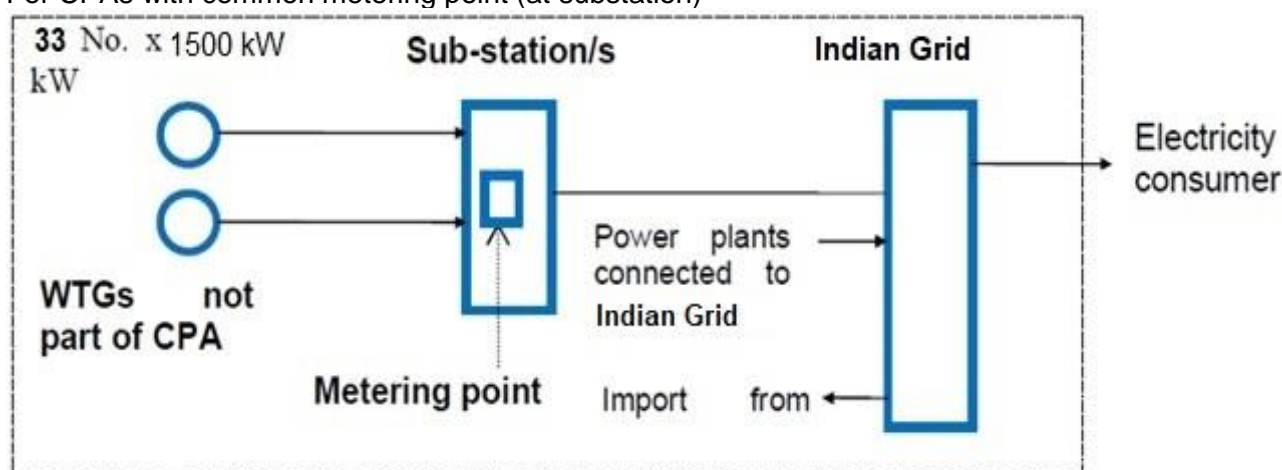 For CPAs with common metering point (at substation)
33 No. x 1500 kW
kW
Sub-station/s
Indian Grid
Electricity
consumer
Power plants
connected to
Indian Grid
WTGs not
part of CPA
Metering point
Import from